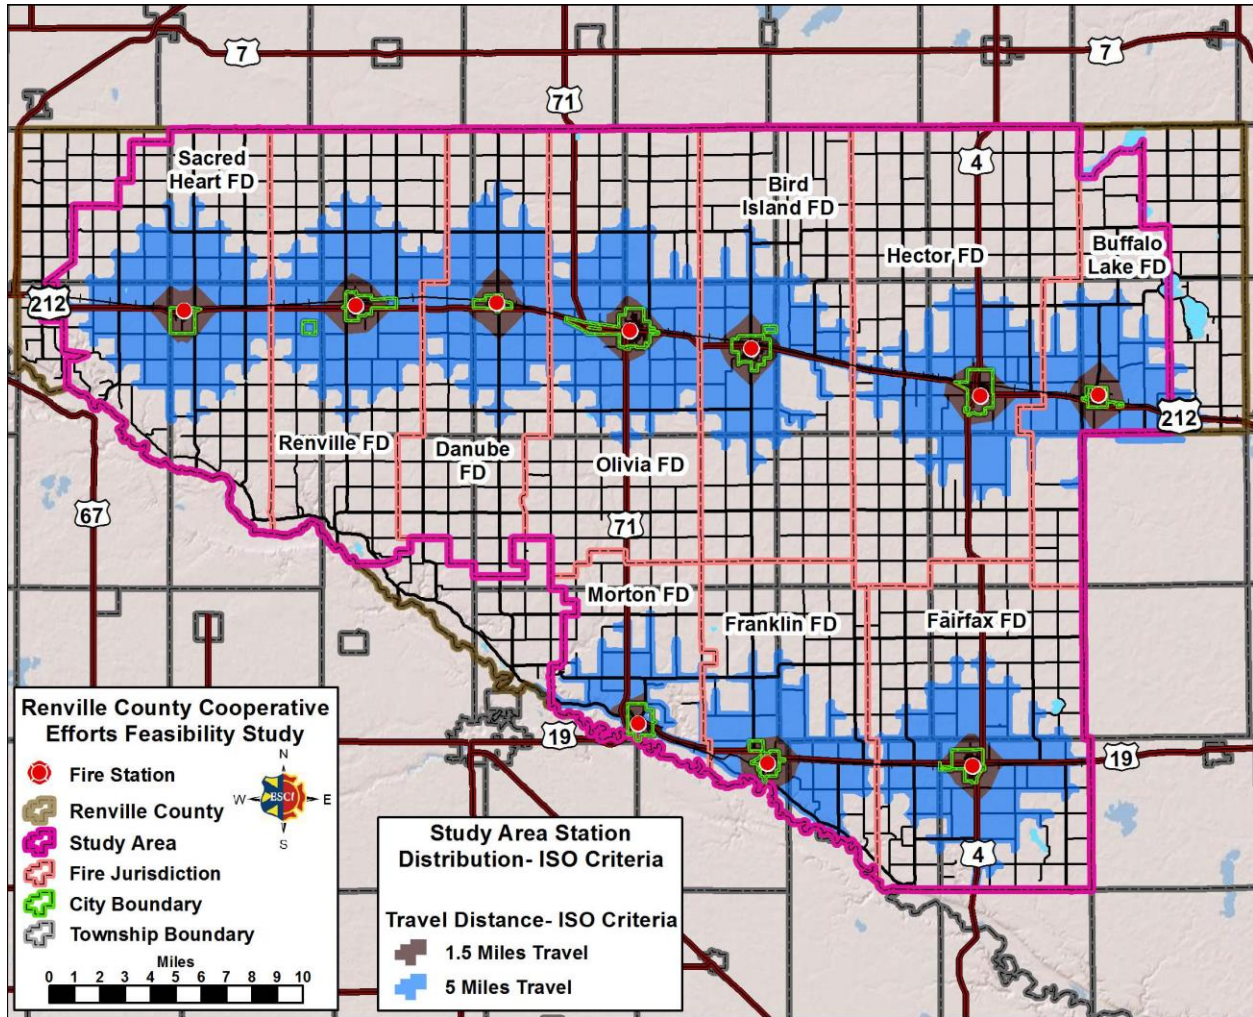 7
7
71
4
Sacred
Heart FD
Bird
Island FD
Buffalo
Lake FD
Hector FD
212
212
Renville FD
Danube
FD
Olivia FD
67
71
Morton FD
Franklin FD
Fairfax FD
19
19
4
Renville County Cooperative
Efforts Feasibility Study
Fire Station
Renville County
Study Area
Fire Jurisdiction
City Boundary
Township Boundary
N
W
E
S
ESCi
Miles
0 1 2 3 4 5 6 7 8 9 10
Study Area Station
Distribution- ISO Criteria
Travel Distance- ISO Criteria
1.5 Miles Travel
5 Miles Travel